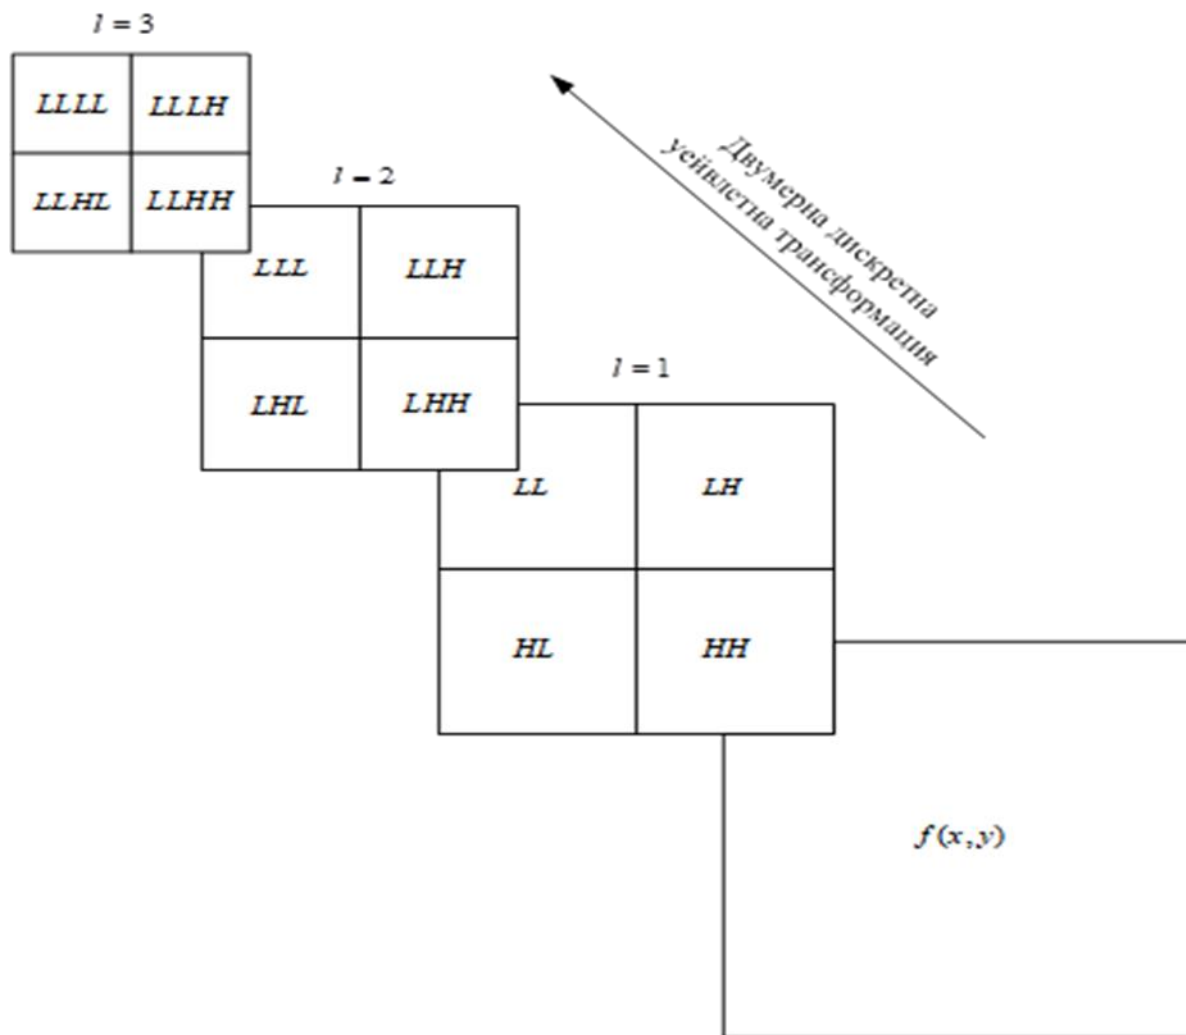 l = 3
LLLL LLLH
LLHL LLHH
l = 2
LLL LLH
LHL LHH
Двумерна дискретна
уейвлетна трансформация
l = 1
LL LH
HL HH
f(x,y)